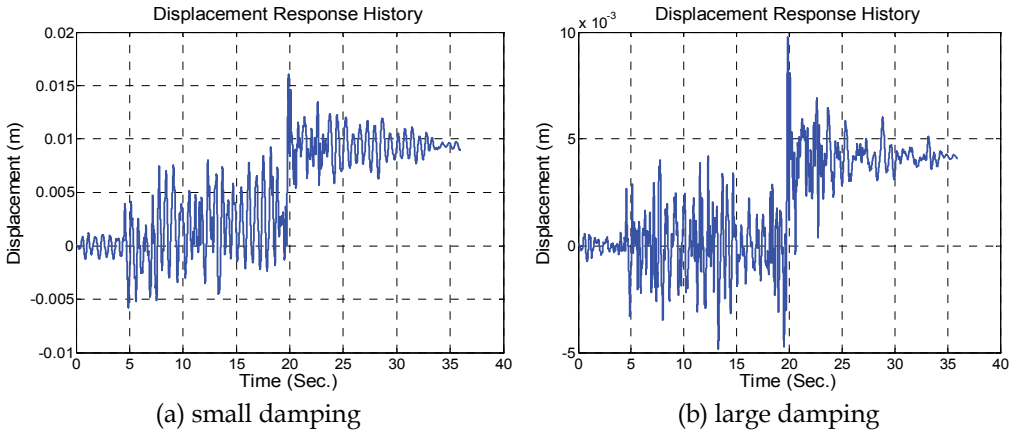 Displacement Response History
0.02
0.015
0.01
0.005
0
-0.005
-0.01
Displacement (m)
0 5 10 15 20 25 30 35 40
Time (Sec.)
(a) small damping
Displacement Response History
10 x 10⁻³
5
0
-5
Displacement (m)
0 5 10 15 20 25 30 35 40
Time (Sec.)
(b) large damping